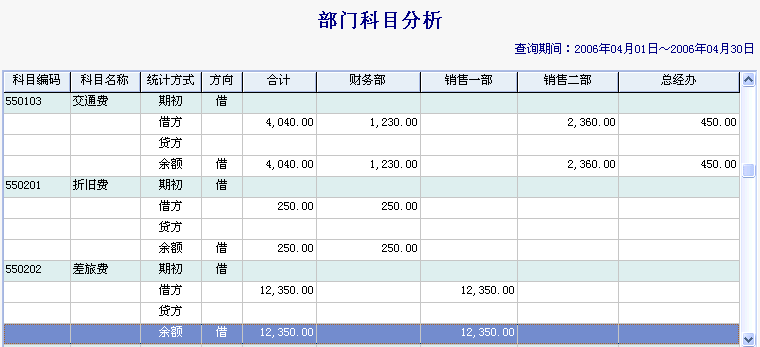 部门科目分析
查询期间：2006年04月01日～2006年04月30日
科目编码 科目名称 统计方式 方向 合计 财务部 销售一部 销售二部 总经办
550103 交通费 期初 借
借方 4,040.00 1,230.00 2,360.00 450.00
贷方
余额 借 4,040.00 1,230.00 2,360.00 450.00
550201 折旧费 期初 借
借方 250.00 250.00
贷方
余额 借 250.00 250.00
550202 差旅费 期初 借
借方 12,350.00 12,350.00
贷方
余额 借 12,350.00 12,350.00